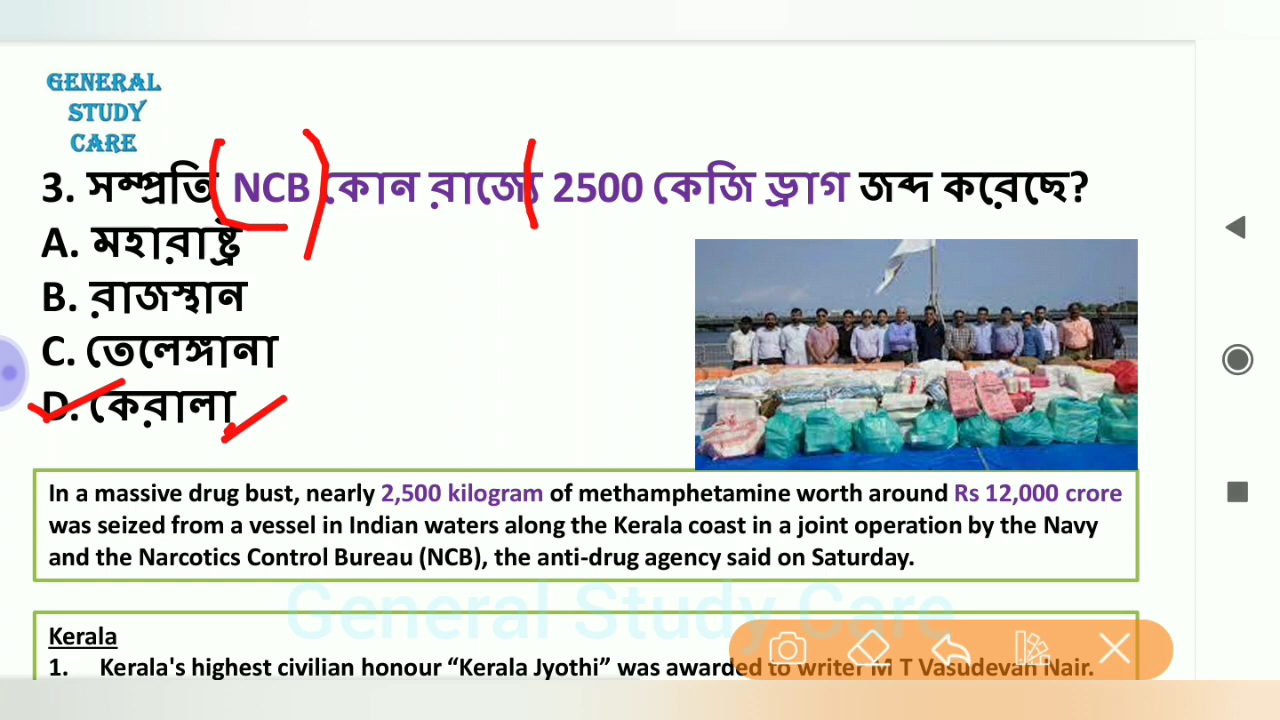 GENERAL
STUDY
CARE
3. সম্প্রতি NCB কোন রাজ্যে 2500 কেজি ড্রাগ জব্দ করেছে?
A. মহারাষ্ট্র
B. রাজস্থান
C. তেলেঙ্গানা
D. কেরালা
In a massive drug bust, nearly 2,500 kilogram of methamphetamine worth around Rs 12,000 crore
was seized from a vessel in Indian waters along the Kerala coast in a joint operation by the Navy
and the Narcotics Control Bureau (NCB), the anti-drug agency said on Saturday.
General Study Care
Kerala
1. Kerala's highest civilian honour “Kerala Jyothi” was awarded to writer M T Vasudevan Nair.